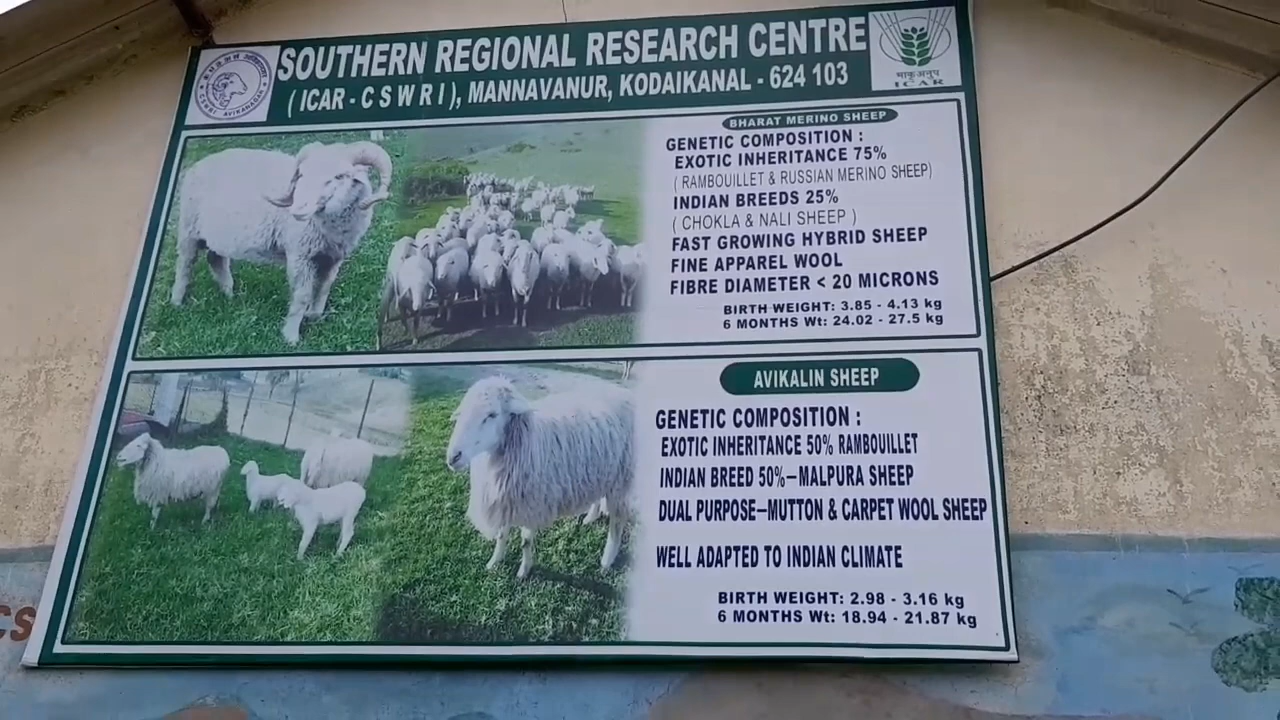 SOUTHERN REGIONAL RESEARCH CENTRE
( ICAR - C S W R I ), MANNAVANUR, KODAIKANAL - 624 103
CSWRI AVIKANAGAR
ICAR
BHARAT MERINO SHEEP
GENETIC COMPOSITION :
EXOTIC INHERITANCE 75%
( RAMBOUILLET & RUSSIAN MERINO SHEEP)
INDIAN BREEDS 25%
( CHOKLA & NALI SHEEP )
FAST GROWING HYBRID SHEEP
FINE APPAREL WOOL
FIBRE DIAMETER < 20 MICRONS
BIRTH WEIGHT: 3.85 - 4.13 kg
6 MONTHS Wt: 24.02 - 27.5 kg
AVIKALIN SHEEP
GENETIC COMPOSITION :
EXOTIC INHERITANCE 50% RAMBOUILLET
INDIAN BREED 50%–MALPURA SHEEP
DUAL PURPOSE–MUTTON & CARPET WOOL SHEEP
WELL ADAPTED TO INDIAN CLIMATE
BIRTH WEIGHT: 2.98 - 3.16 kg
6 MONTHS Wt: 18.94 - 21.87 kg
CS